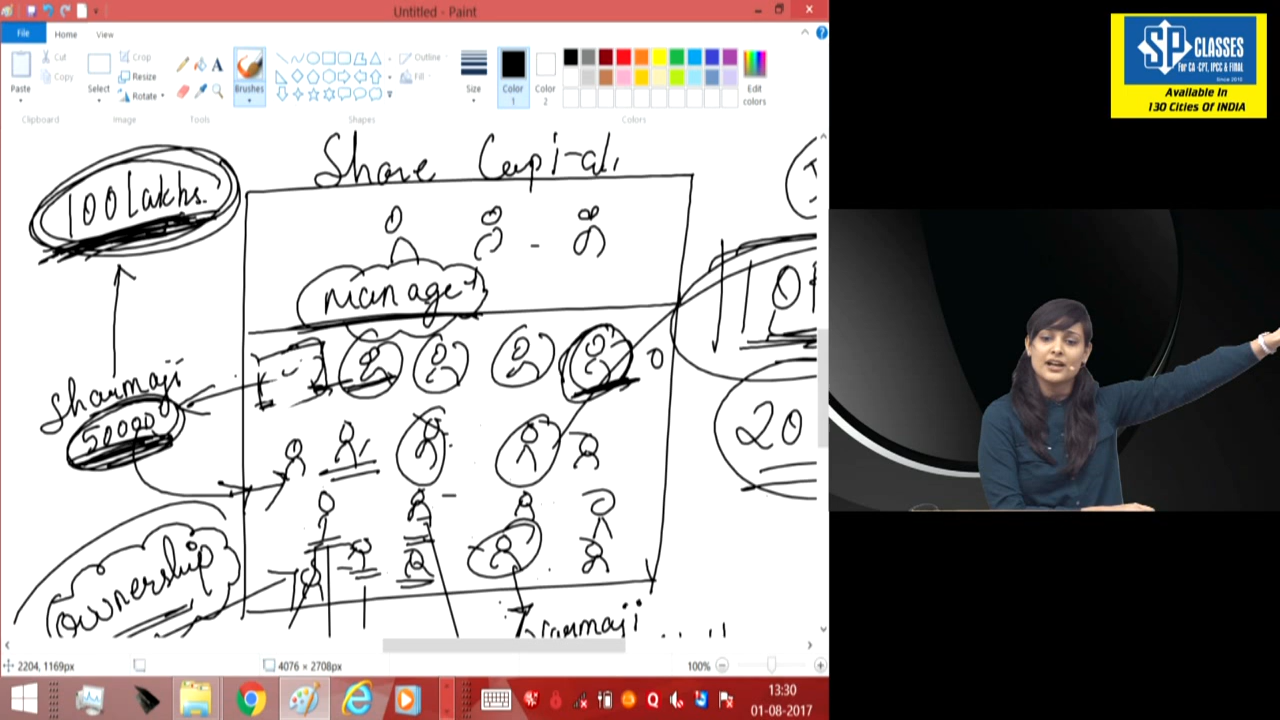 Untitled - Paint
File
Home
View
Paste
Cut
Copy
Clipboard
Select
Crop
Resize
Rotate
Image
Tools
Brushes
Shapes
Outline
Fill
Size
Color 1
Color 2
Colors
Edit colors
SP CLASSES
For CA-CPT, IPCC & FINAL
Since 2010
Available In
130 Cities Of INDIA
Share Capital
100 lakhs.
manage
Sharmaji
50000
20
ownership
2204, 1169px
4076 × 2708px
100%
13:30
01-08-2017